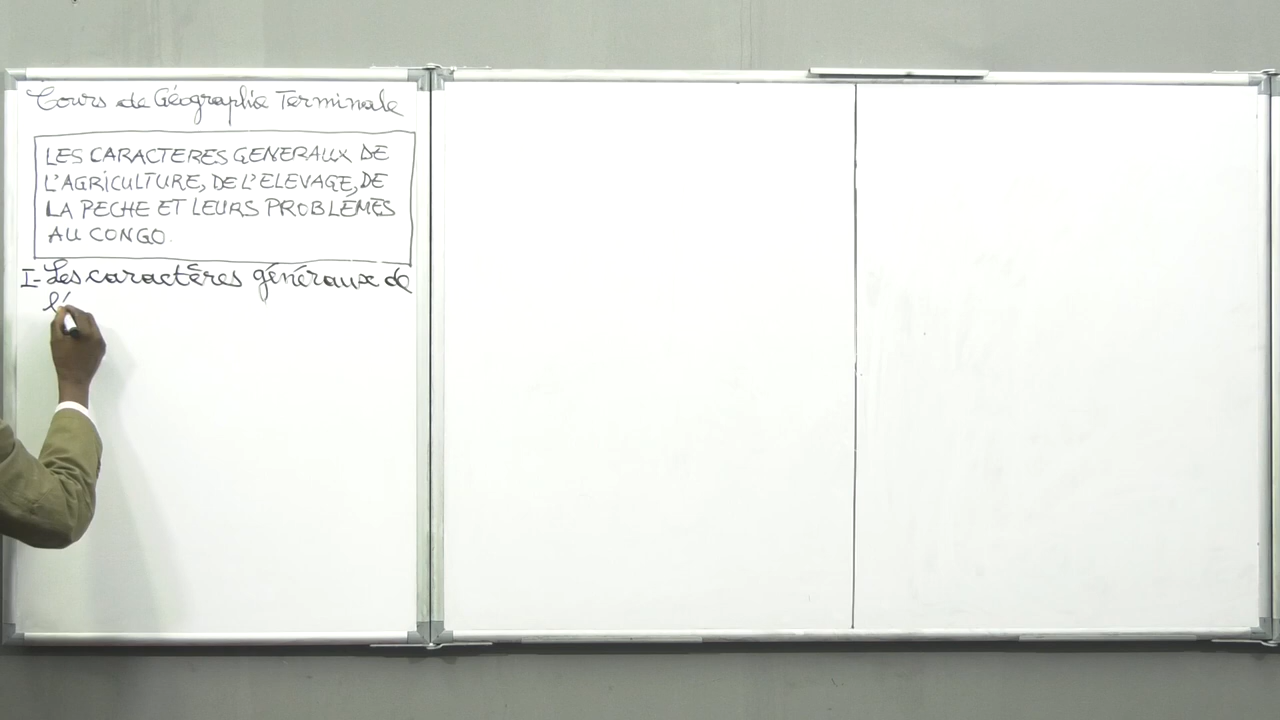 Cours de Géographie Terminale
LES CARACTERES GENERAUX DE
L'AGRICULTURE, DE L'ELEVAGE, DE
LA PECHE ET LEURS PROBLÉMES
AU CONGO.
I- Les caractères généraux de
l'